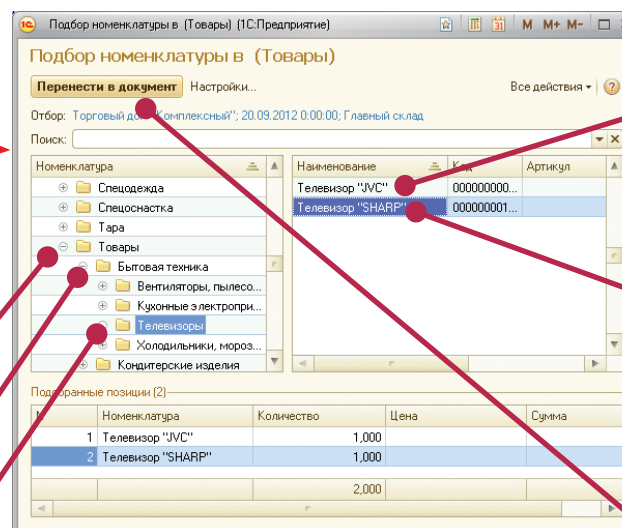 Подбор номенклатуры в (Товары) (1С:Предприятие)
M M+ M-
Подбор номенклатуры в (Товары)
Перенести в документ Настройки... Все действия
Отбор: Торговый "Комплексный"; 20.09.2012 0:00:00; Главный склад
Поиск:
Номенклатура Наименование Код Артикул
Спецодежда Телевизор "JVC" 000000000...
Спецоснастка Телевизор "SHARP" 000000001...
Тара
Товары
Бытовая техника
Вентиляторы, пылесо...
Кухонные электропри...
Телевизоры
Холодильники, мороз...
Кондитерские изделия
Подобранные позиции (2)
Номенклатура Количество Цена Сумма
1 Телевизор "JVC" 1,000
2 Телевизор "SHARP" 1,000
2,000